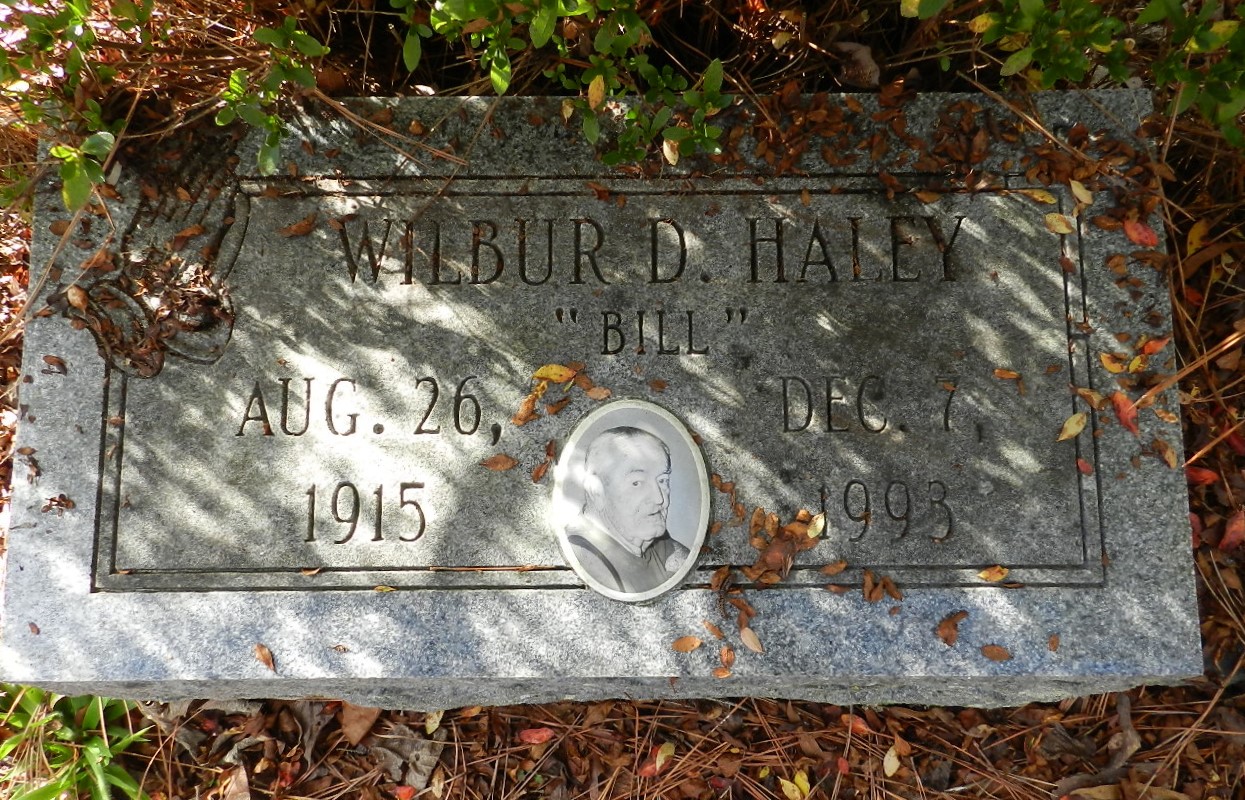 WILBUR D. HALEY
"BILL"
AUG. 26, DEC. 7,
1915 1993